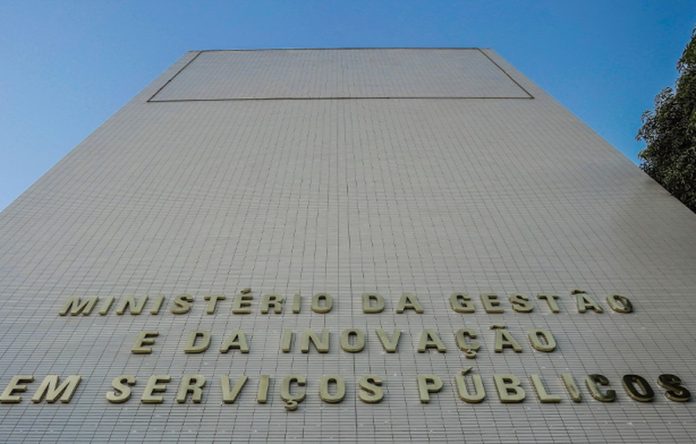 MINISTÉRIO DA GESTÃO
E DA INOVAÇÃO
EM SERVIÇOS PÚBLICOS